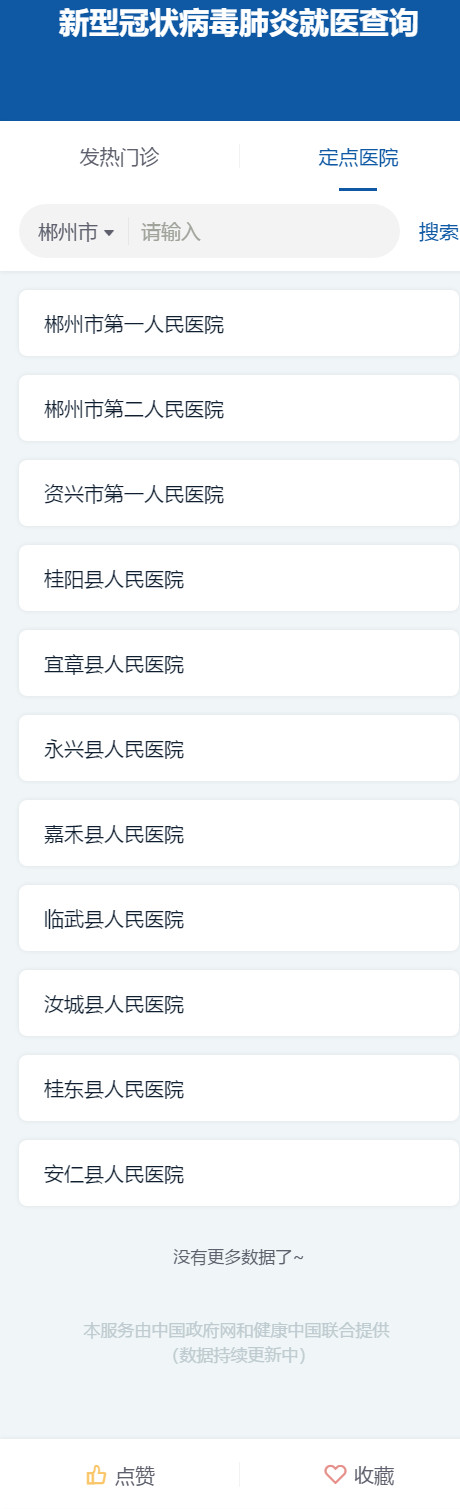 新型冠状病毒肺炎就医查询
发热门诊
定点医院
郴州市
请输入
搜索
郴州市第一人民医院
郴州市第二人民医院
资兴市第一人民医院
桂阳县人民医院
宜章县人民医院
永兴县人民医院
嘉禾县人民医院
临武县人民医院
汝城县人民医院
桂东县人民医院
安仁县人民医院
没有更多数据了~
本服务由中国政府网和健康中国联合提供
(数据持续更新中)
点赞
收藏